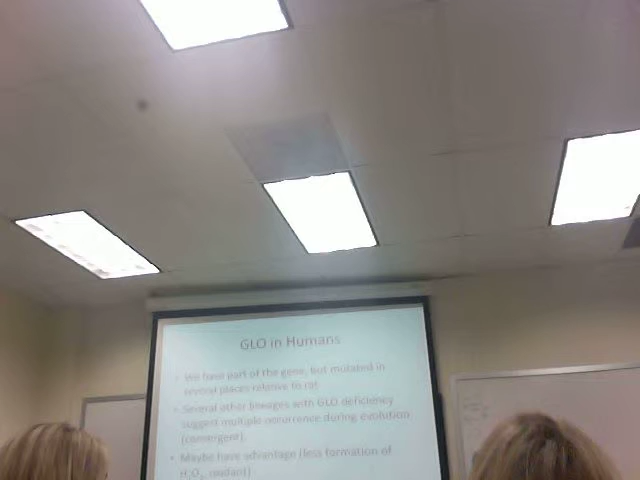 GLO in Humans
• We have part of the gene, but mutated in
several places relative to rat
• Several other lineages with GLO deficiency
suggest multiple occurrence during evolution
(convergent).
• Maybe have advantage (less formation of
H₂O₂,